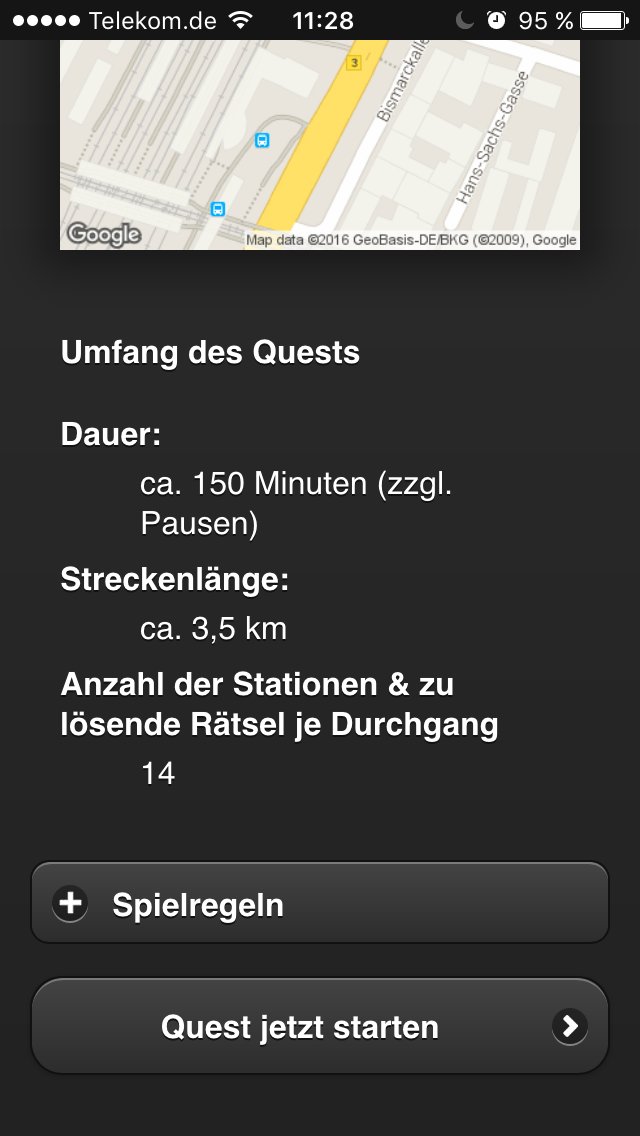 ●●●●● Telekom.de 11:28 95 %
3
Bismarckalle
Hans-Sachs-Gasse
Google
Map data ©2016 GeoBasis-DE/BKG (©2009), Google
Umfang des Quests
Dauer:
ca. 150 Minuten (zzgl.
Pausen)
Streckenlänge:
ca. 3,5 km
Anzahl der Stationen & zu
lösende Rätsel je Durchgang
14
Spielregeln
Quest jetzt starten